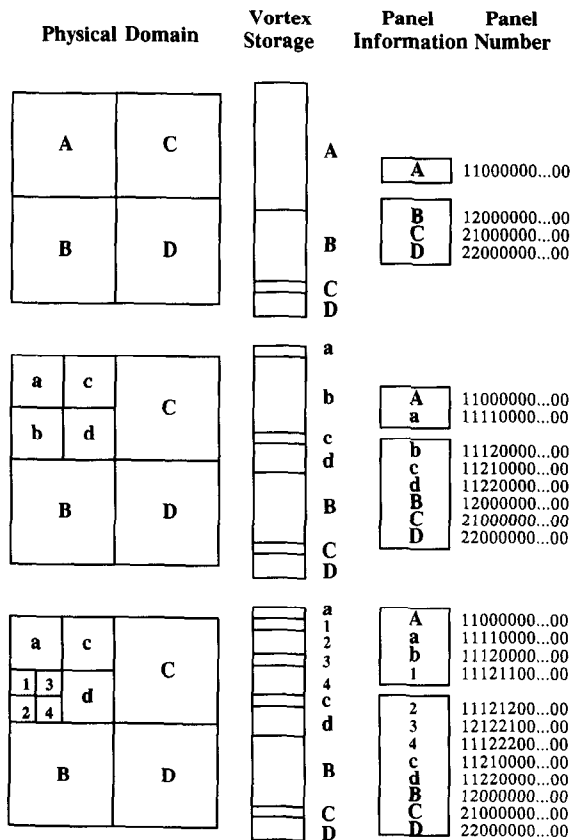 Physical Domain
Vortex Storage
Panel Information
Panel Number
A C
B D
A
B
C
D
A 11000000...00
B 12000000...00
C 21000000...00
D 22000000...00
a c
b d
C
B D
a
b
c
d
B
C
D
A 11000000...00
a 11110000...00
b 11120000...00
c 11210000...00
d 11220000...00
B 12000000...00
C 21000000...00
D 22000000...00
a c
1 3
2 4
d
C
B D
a
1
2
3
4
c
d
B
C
D
A 11000000...00
a 11110000...00
b 11120000...00
1 11121100...00
2 11121200...00
3 12122100...00
4 11122200...00
c 11210000...00
d 11220000...00
B 12000000...00
C 21000000...00
D 22000000...00